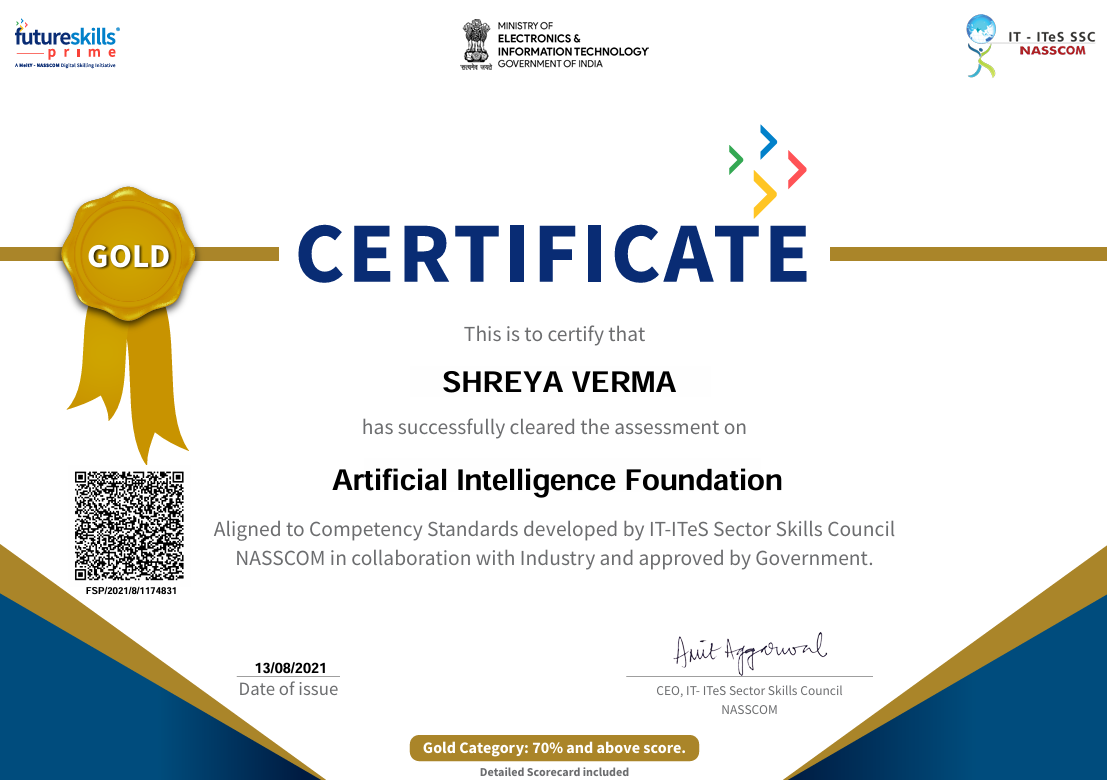 futureskills
prime
A MeitY - NASSCOM Digital Skilling Initiative
सत्यमेव जयते
MINISTRY OF
ELECTRONICS &
INFORMATION TECHNOLOGY
GOVERNMENT OF INDIA
IT - ITeS SSC
NASSCOM
GOLD
CERTIFICATE
This is to certify that
SHREYA VERMA
has successfully cleared the assessment on
Artificial Intelligence Foundation
Aligned to Competency Standards developed by IT-ITeS Sector Skills Council
NASSCOM in collaboration with Industry and approved by Government.
FSP/2021/8/1174831
13/08/2021
Date of issue
Amit Aggarwal
CEO, IT- ITeS Sector Skills Council
NASSCOM
Gold Category: 70% and above score.
Detailed Scorecard included